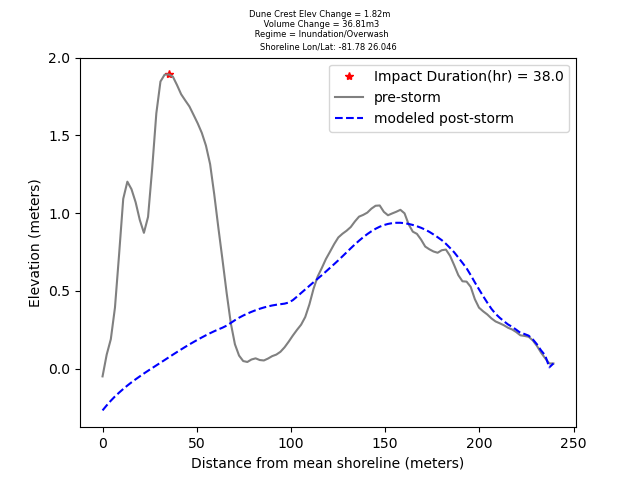 Dune Crest Elev Change = 1.82m
Volume Change = 36.81m3
Regime = Inundation/Overwash
Shoreline Lon/Lat: -81.78 26.046
2.0
1.5
1.0
0.5
0.0
Elevation (meters)
Impact Duration(hr) = 38.0
pre-storm
modeled post-storm
0 50 100 150 200 250
Distance from mean shoreline (meters)